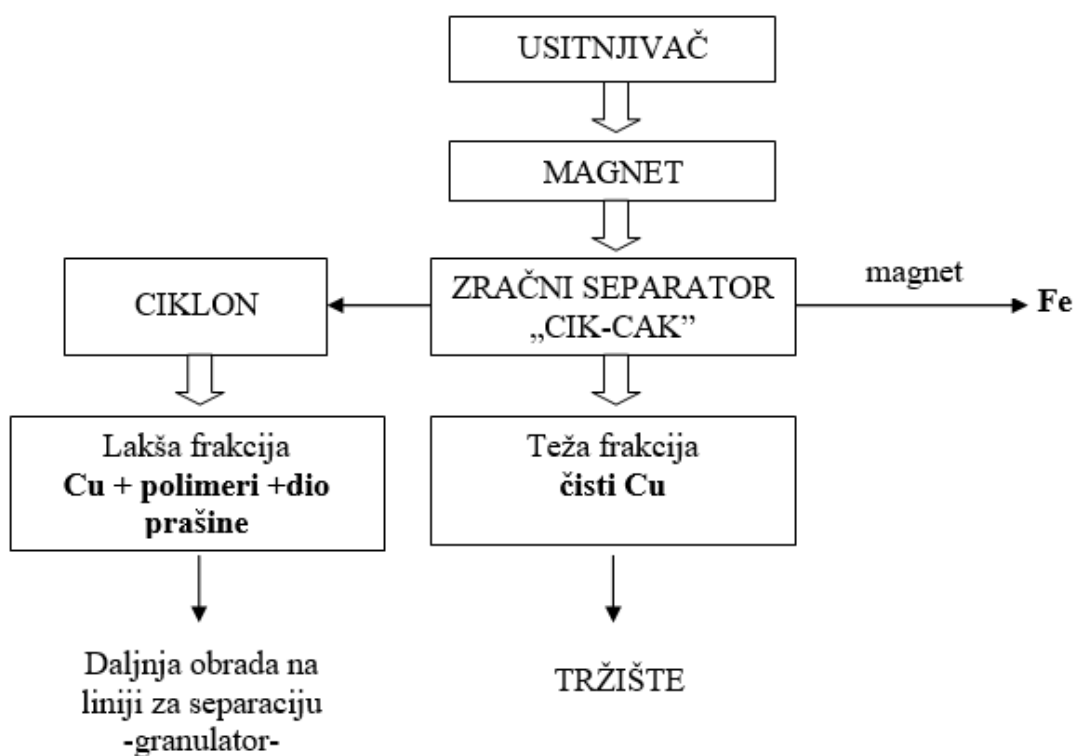 USITNJIVAČ
MAGNET
CIKLON
ZRAČNI SEPARATOR
„CIK-CAK”
magnet
Fe
Lakša frakcija
Cu + polimeri +dio
prašine
Teža frakcija
čisti Cu
Daljnja obrada na
liniji za separaciju
-granulator-
TRŽIŠTE